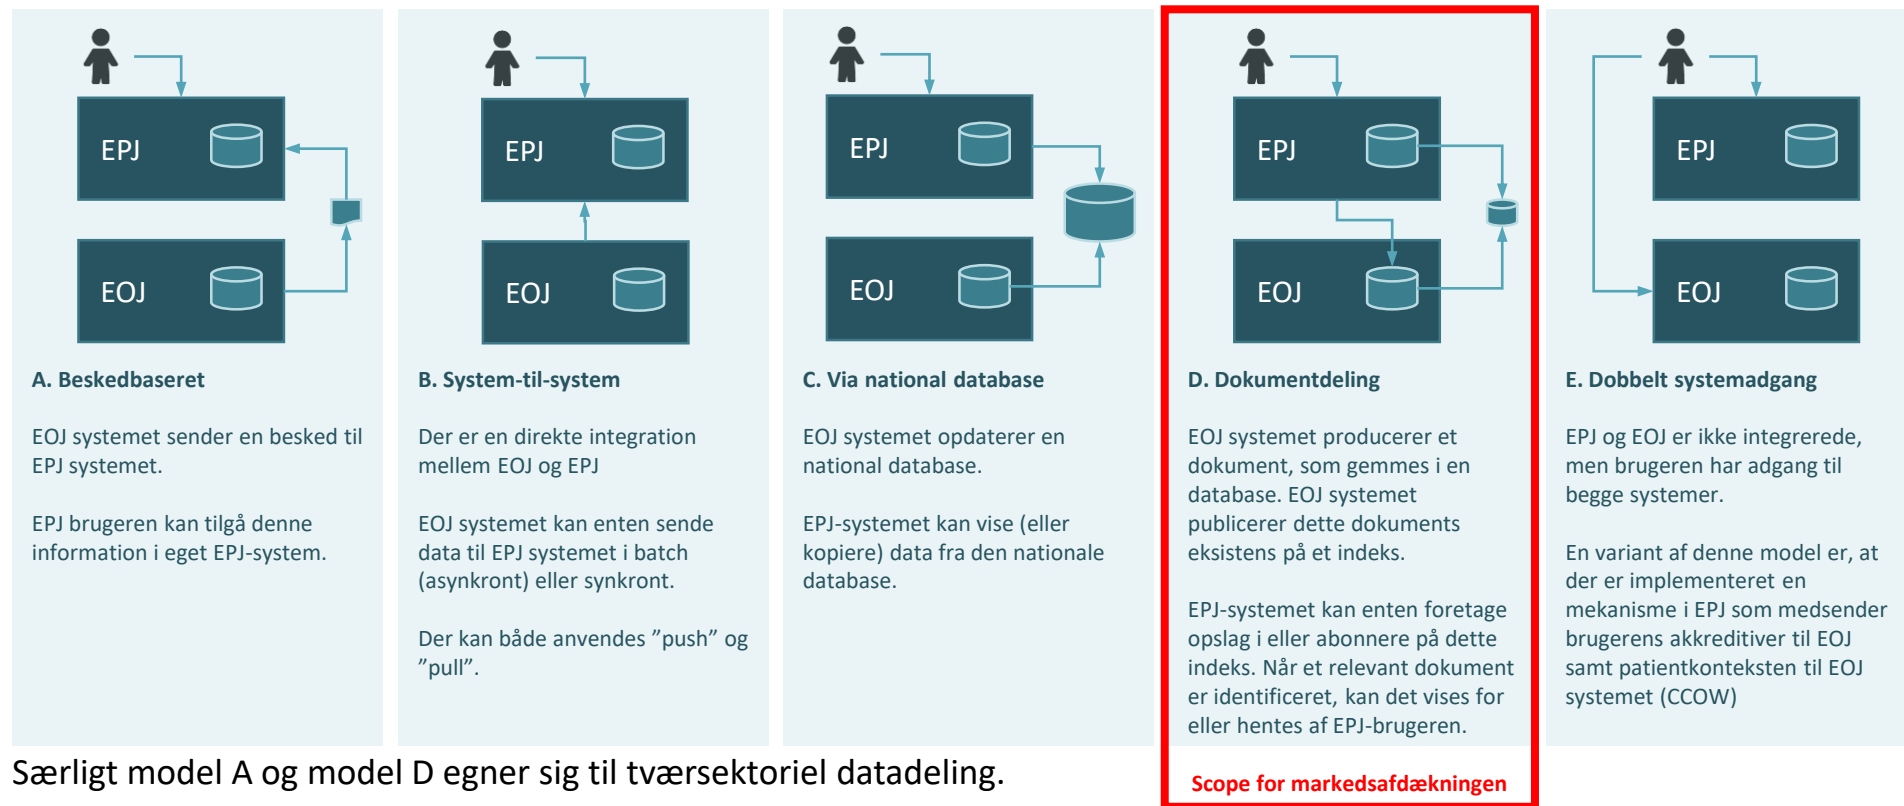 EPJ
EOJ
A. Beskedbaseret
EOJ systemet sender en besked til
EPJ systemet.
EPJ brugeren kan tilgå denne
information i eget EPJ-system.
EPJ
EOJ
B. System-til-system
Der er en direkte integration
mellem EOJ og EPJ
EOJ systemet kan enten sende
data til EPJ systemet i batch
(asynkront) eller synkront.
Der kan både anvendes ”push” og
”pull”.
EPJ
EOJ
C. Via national database
EOJ systemet opdaterer en
national database.
EPJ-systemet kan vise (eller
kopiere) data fra den nationale
database.
EPJ
EOJ
D. Dokumentdeling
EOJ systemet producerer et
dokument, som gemmes i en
database. EOJ systemet
publicerer dette dokuments
eksistens på et indeks.
EPJ-systemet kan enten foretage
opslag i eller abonnere på dette
indeks. Når et relevant dokument
er identificeret, kan det vises for
eller hentes af EPJ-brugeren.
Scope for markedsafdækningen
EPJ
EOJ
E. Dobbelt systemadgang
EPJ og EOJ er ikke integrerede,
men brugeren har adgang til
begge systemer.
En variant af denne model er, at
der er implementeret en
mekanisme i EPJ som medsender
brugerens akkreditiver til EOJ
samt patientkonteksten til EOJ
systemet (CCOW)
Særligt model A og model D egner sig til tværsektoriel datadeling.